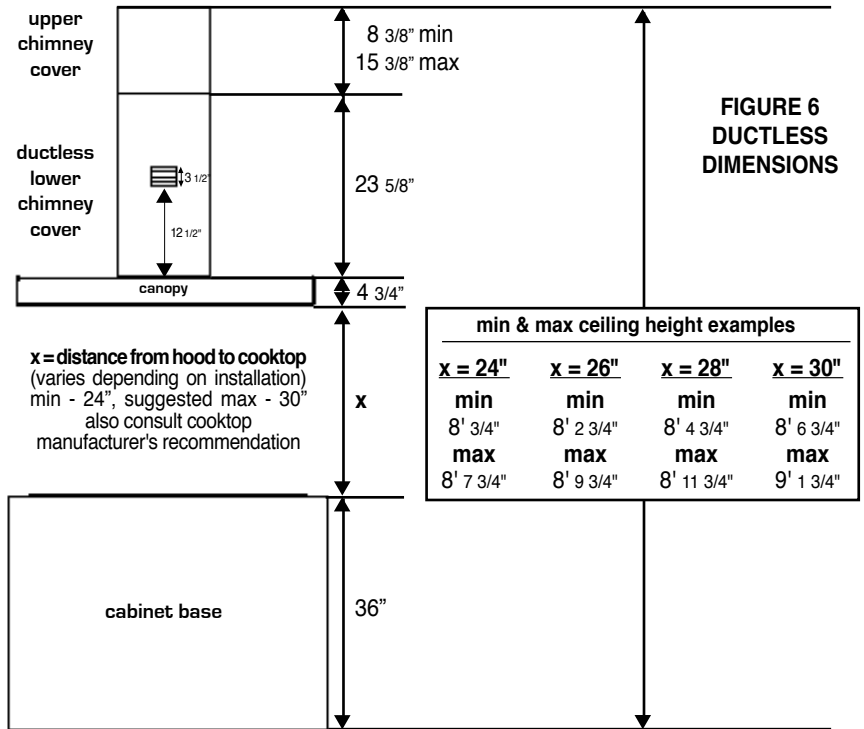 upper
chimney
cover
8 3/8” min
15 3/8” max
FIGURE 6
DUCTLESS
DIMENSIONS
ductless
lower
chimney
cover
3 1/2”
12 1/2”
23 5/8”
canopy
4 3/4”
x = distance from hood to cooktop
(varies depending on installation)
min - 24”, suggested max - 30”
also consult cooktop
manufacturer's recommendation
x
min & max ceiling height examples
x = 24" x = 26" x = 28" x = 30"
min min min min
8' 3/4" 8' 2 3/4" 8' 4 3/4" 8' 6 3/4"
max max max max
8' 7 3/4" 8' 9 3/4" 8' 11 3/4" 9' 1 3/4"
cabinet base
36”